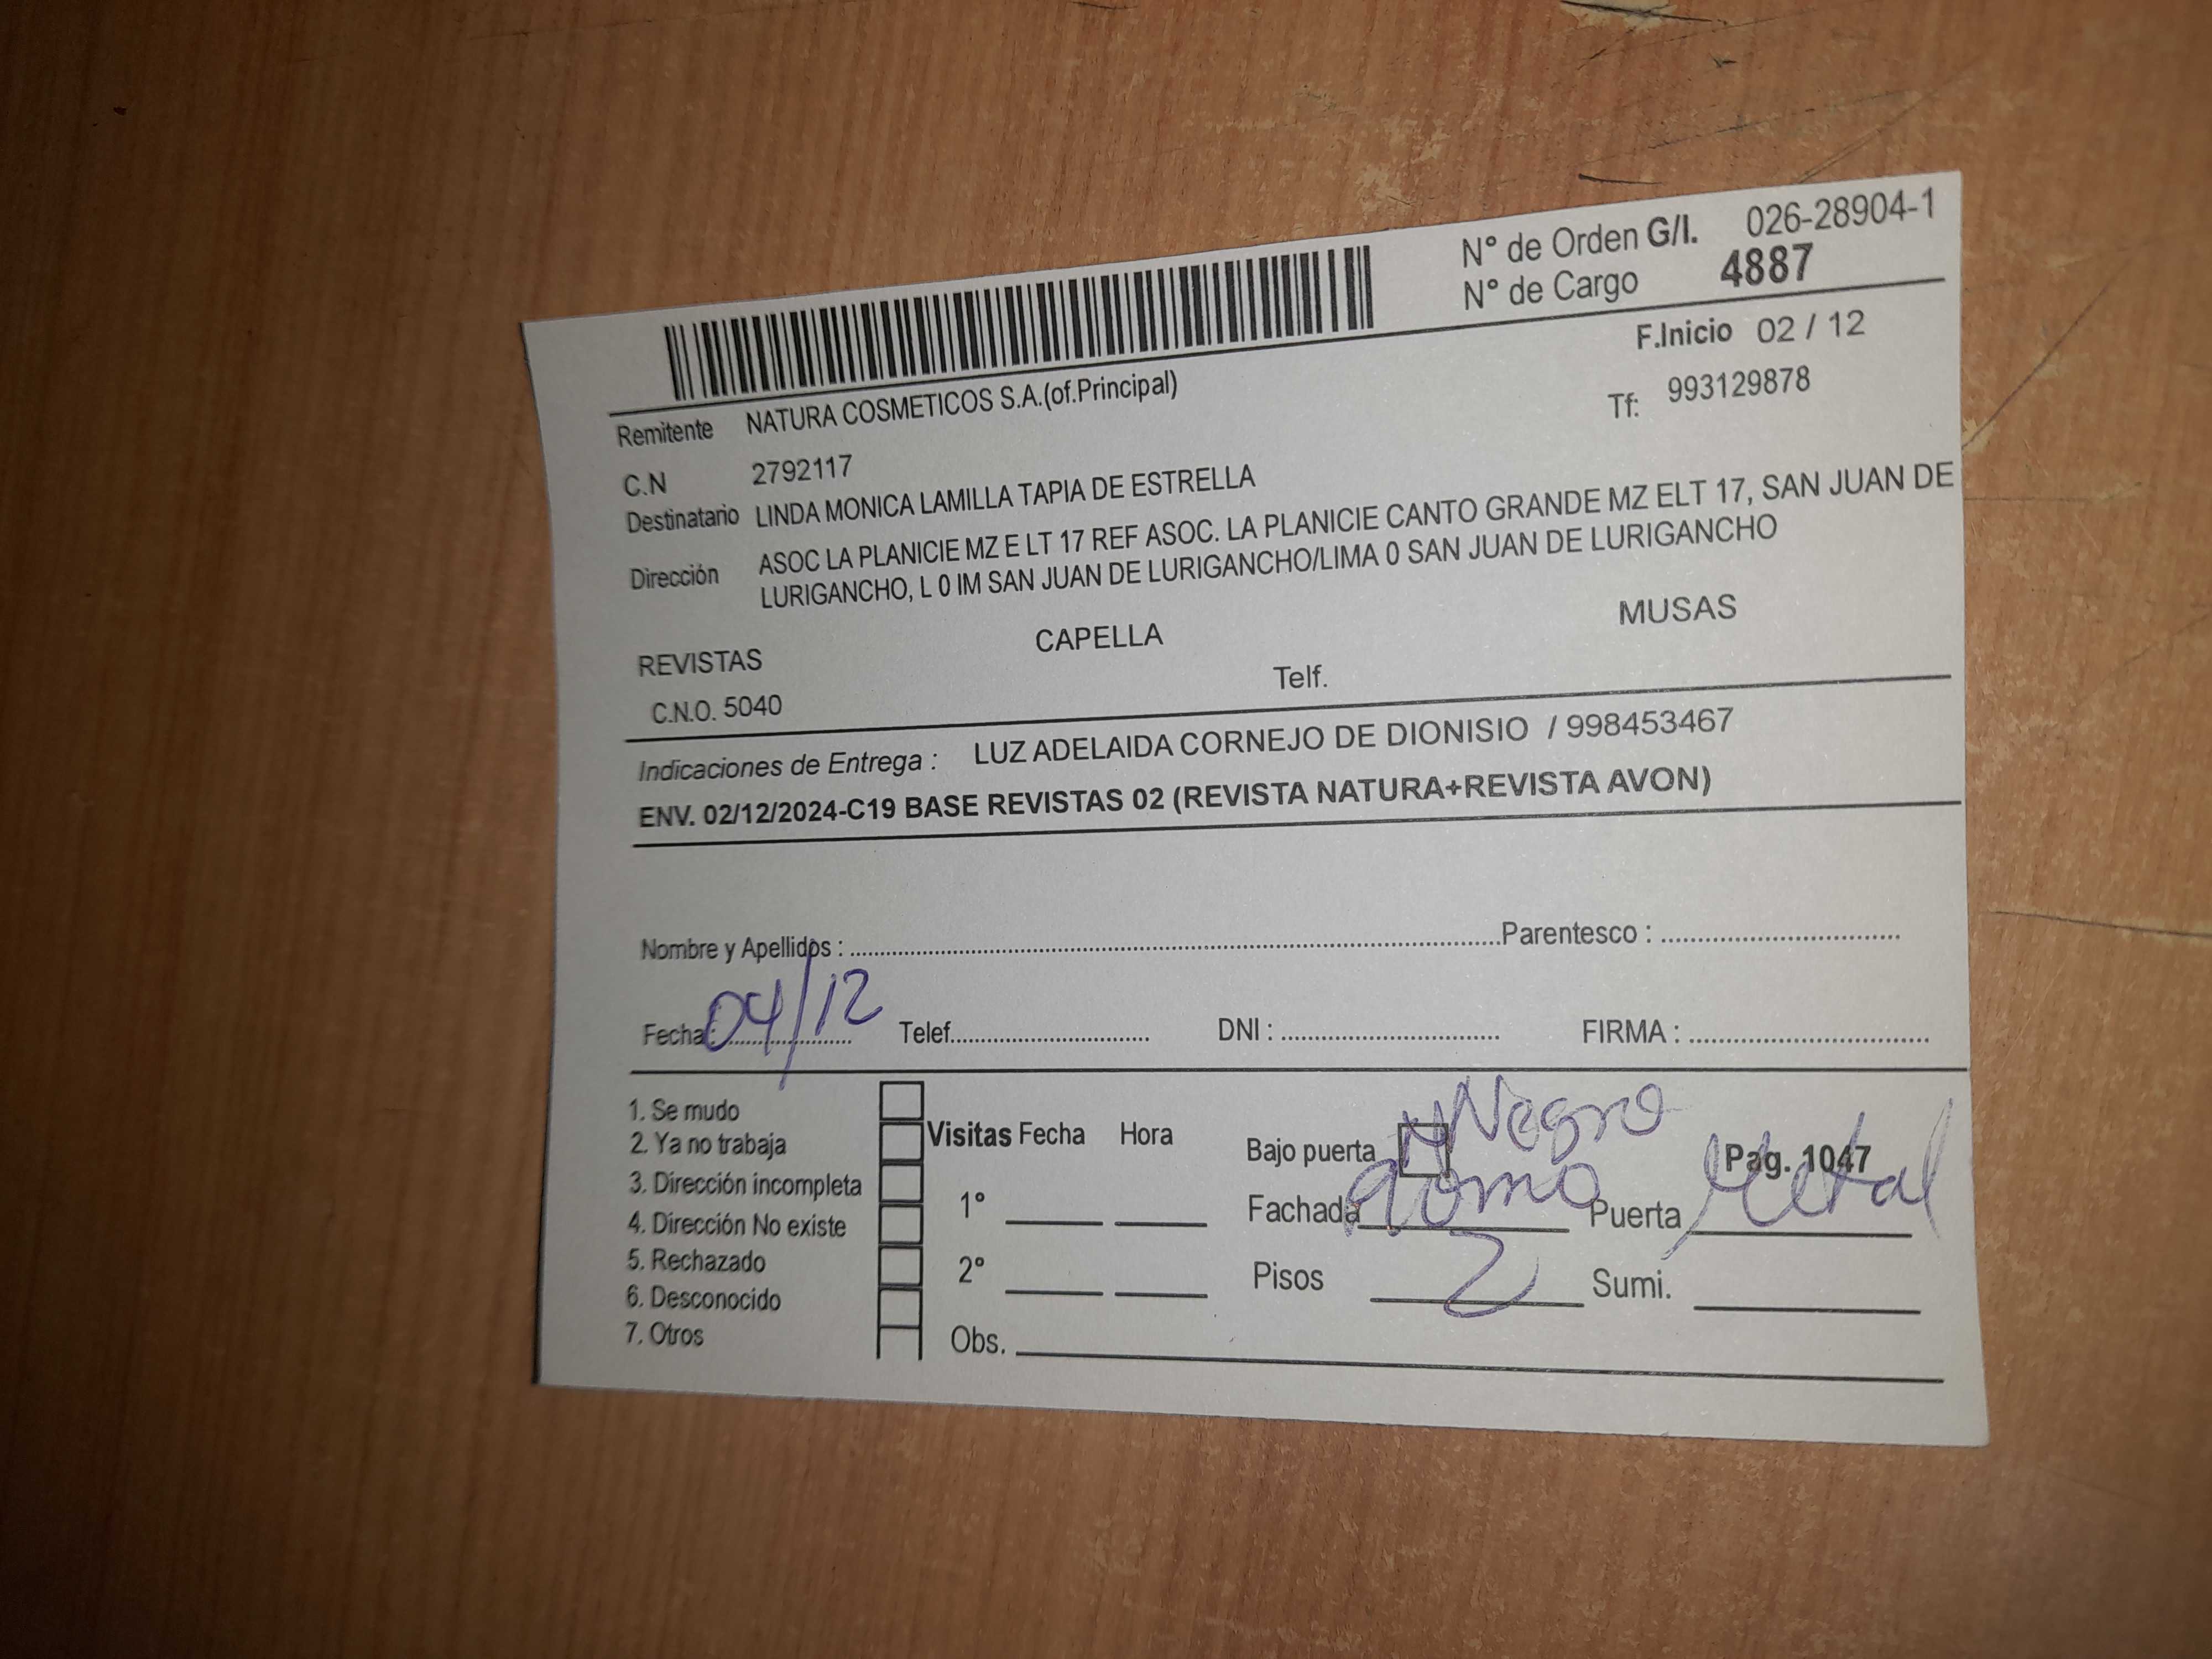 N° de Orden G/I. 026-28904-1
N° de Cargo 4887
F.Inicio 02 / 12
Remitente NATURA COSMETICOS S.A.(of.Principal)
Tf: 993129878
C.N 2792117
Destinatario LINDA MONICA LAMILLA TAPIA DE ESTRELLA
Dirección ASOC LA PLANICIE MZ E LT 17 REF ASOC. LA PLANICIE CANTO GRANDE MZ ELT 17, SAN JUAN DE
LURIGANCHO, L 0 IM SAN JUAN DE LURIGANCHO/LIMA 0 SAN JUAN DE LURIGANCHO
REVISTAS CAPELLA MUSAS
C.N.O. 5040 Telf.
Indicaciones de Entrega : LUZ ADELAIDA CORNEJO DE DIONISIO / 998453467
ENV. 02/12/2024-C19 BASE REVISTAS 02 (REVISTA NATURA+REVISTA AVON)
Nombre y Apellidos : Parentesco :
Fecha: 04/12 Telef. DNI : FIRMA :
1. Se mudo
2. Ya no trabaja
3. Dirección incompleta
4. Dirección No existe
5. Rechazado
6. Desconocido
7. Otros
Visitas Fecha Hora
1°
2°
Obs.
Negro
Bajo puerta Pag. 1047
Fachada Puerta Metal
Pisos 2 Sumi.